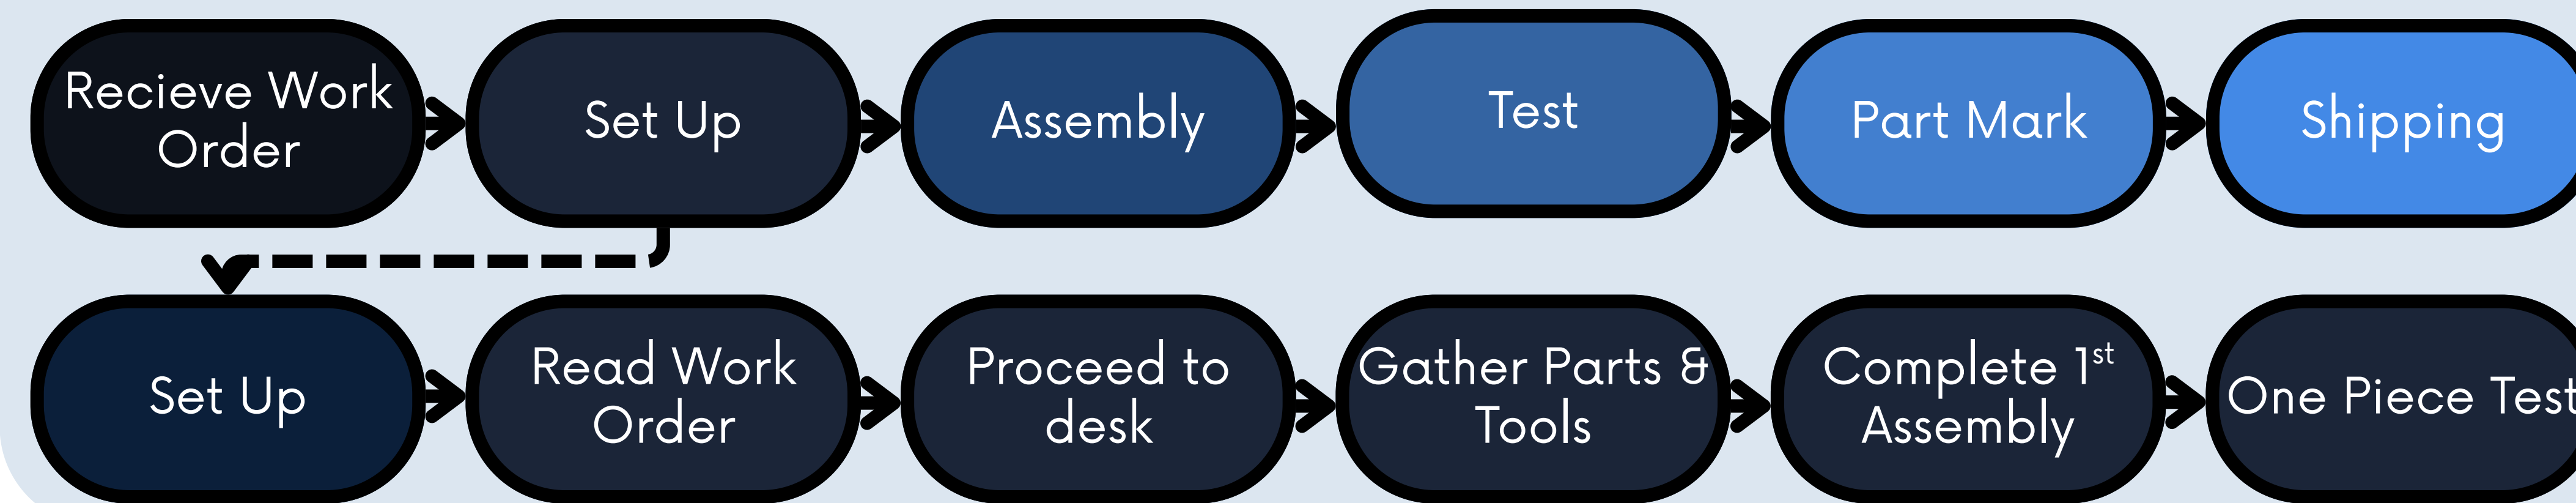 Recieve Work
Order
Set Up
Assembly
Test
Part Mark
Shipping
Set Up
Read Work
Order
Proceed to
desk
Gather Parts &
Tools
Complete 1st
Assembly
One Piece Test